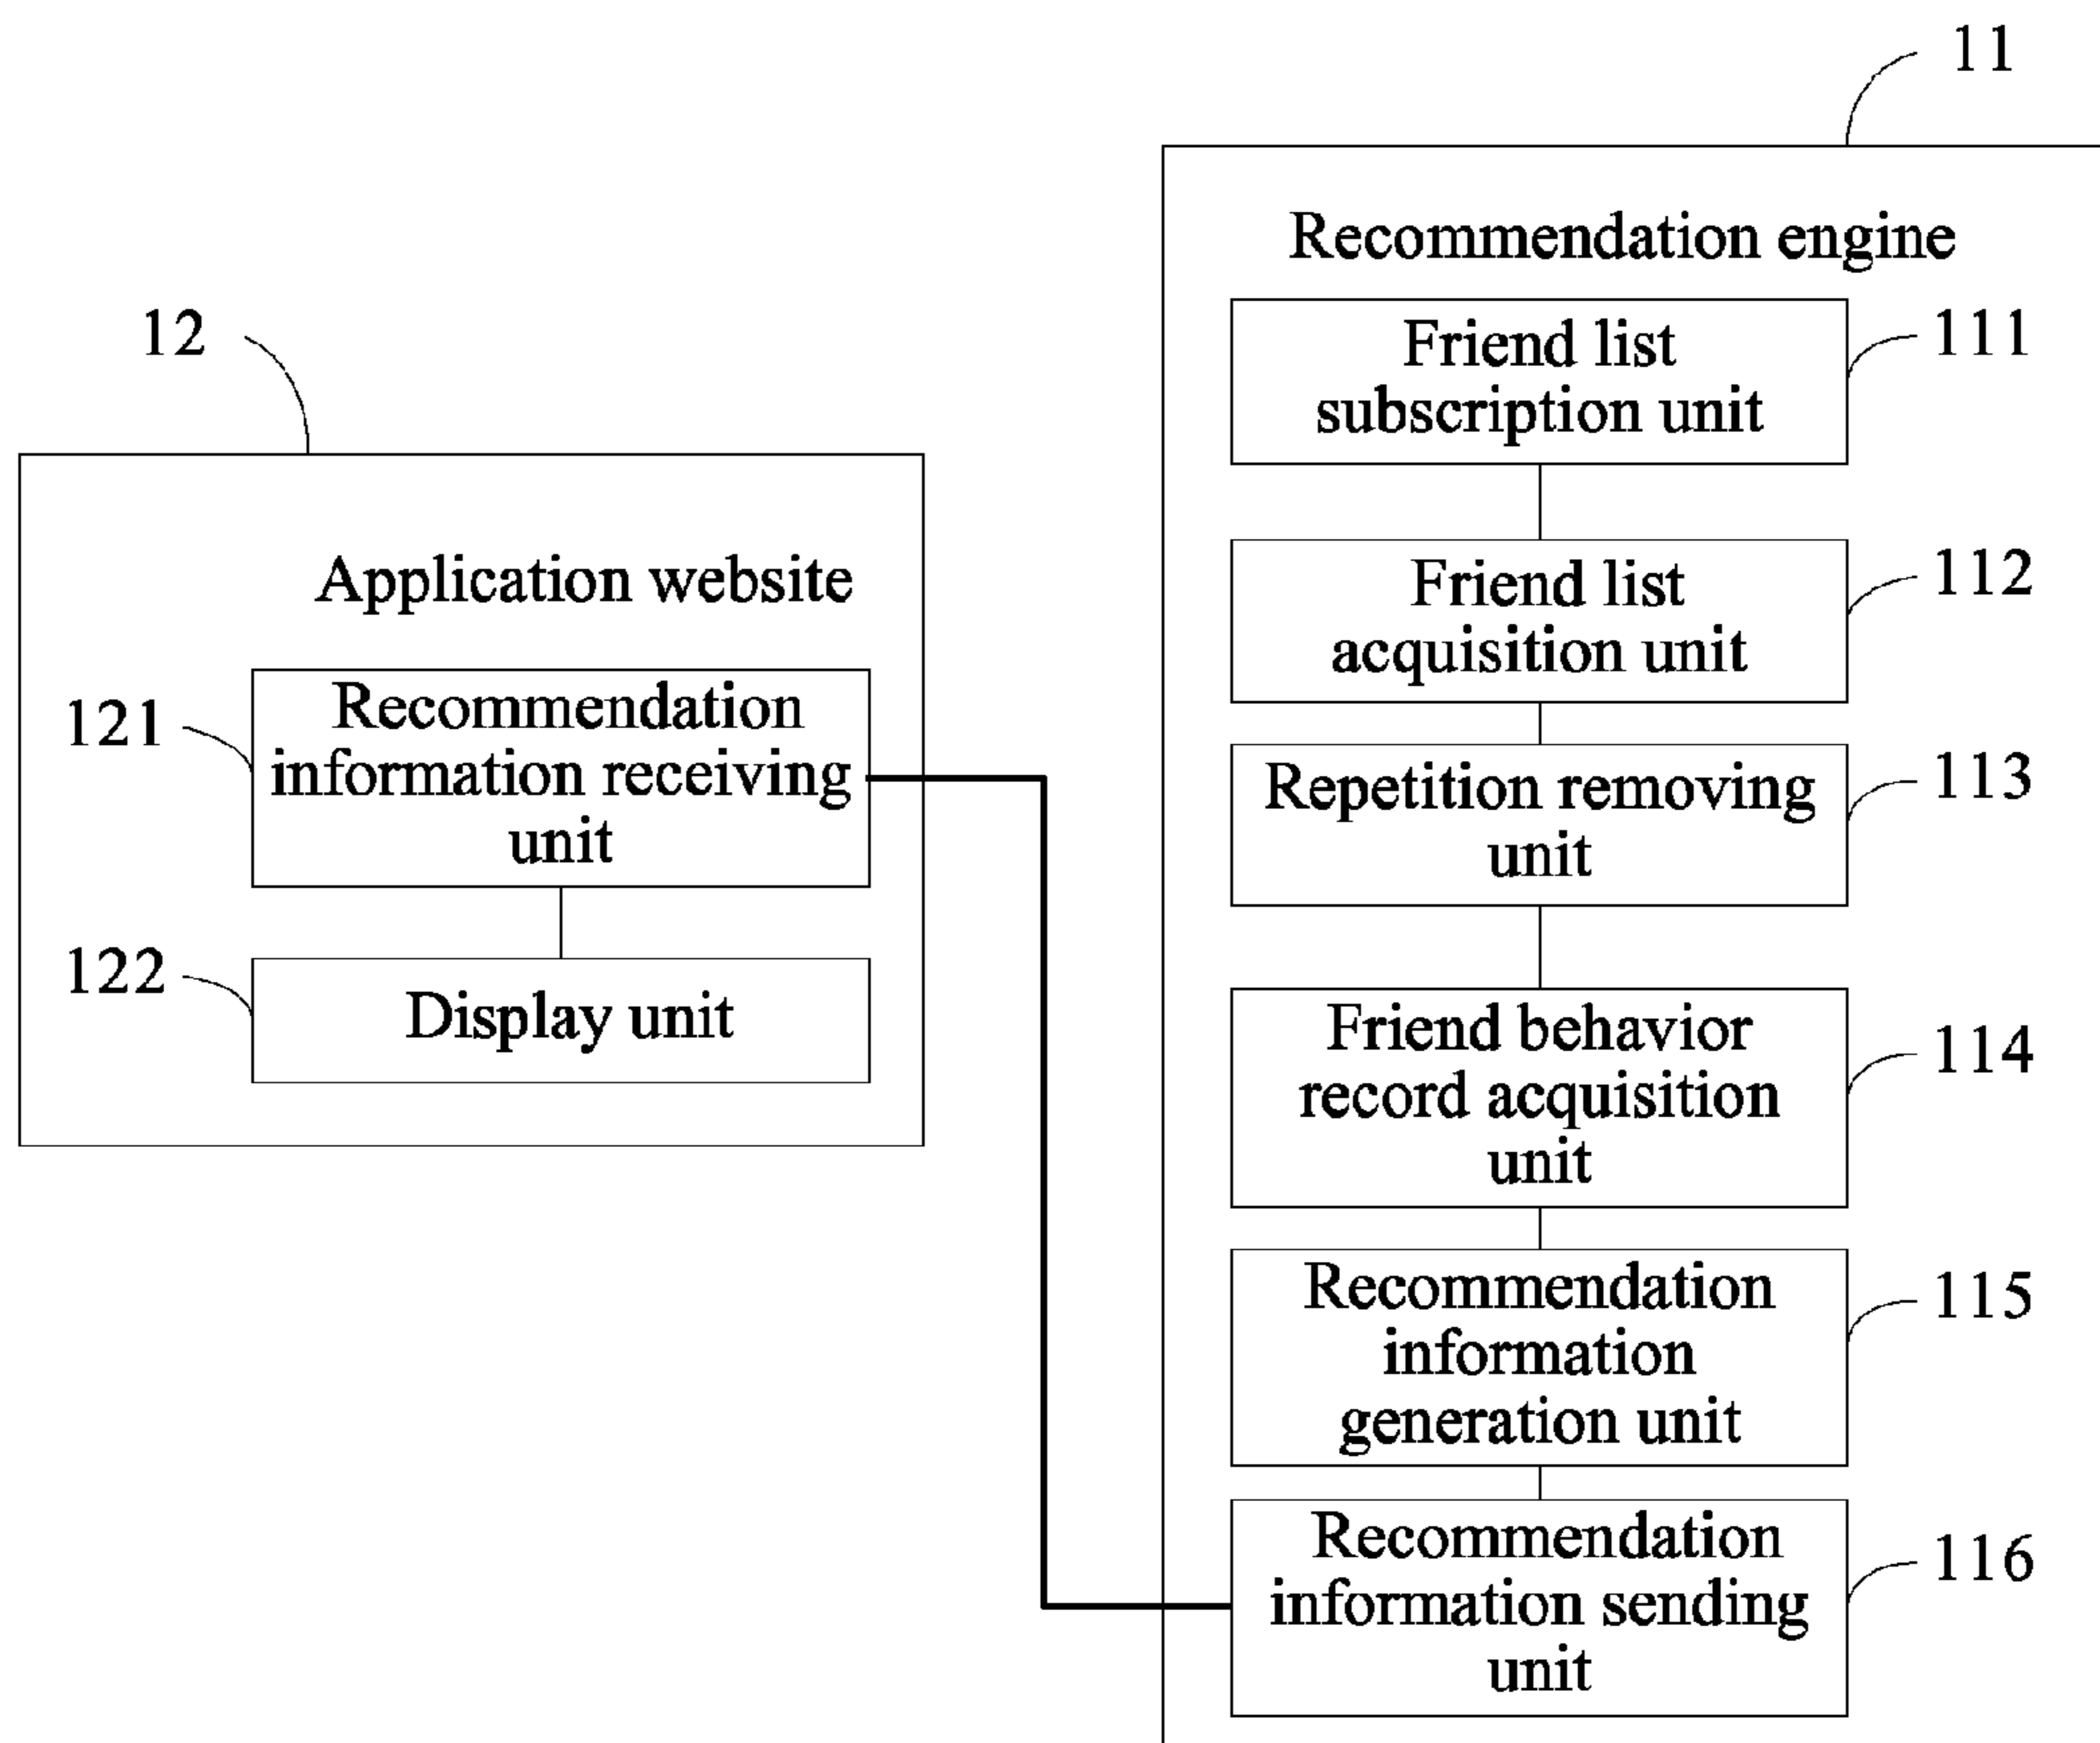 11
Recommendation engine
Friend list
subscription unit
111
Friend list
acquisition unit
112
Repetition removing
unit
113
Friend behavior
record acquisition
unit
114
Recommendation
information
generation unit
115
Recommendation
information sending
unit
116
12
Application website
121
Recommendation
information receiving
unit
122
Display unit